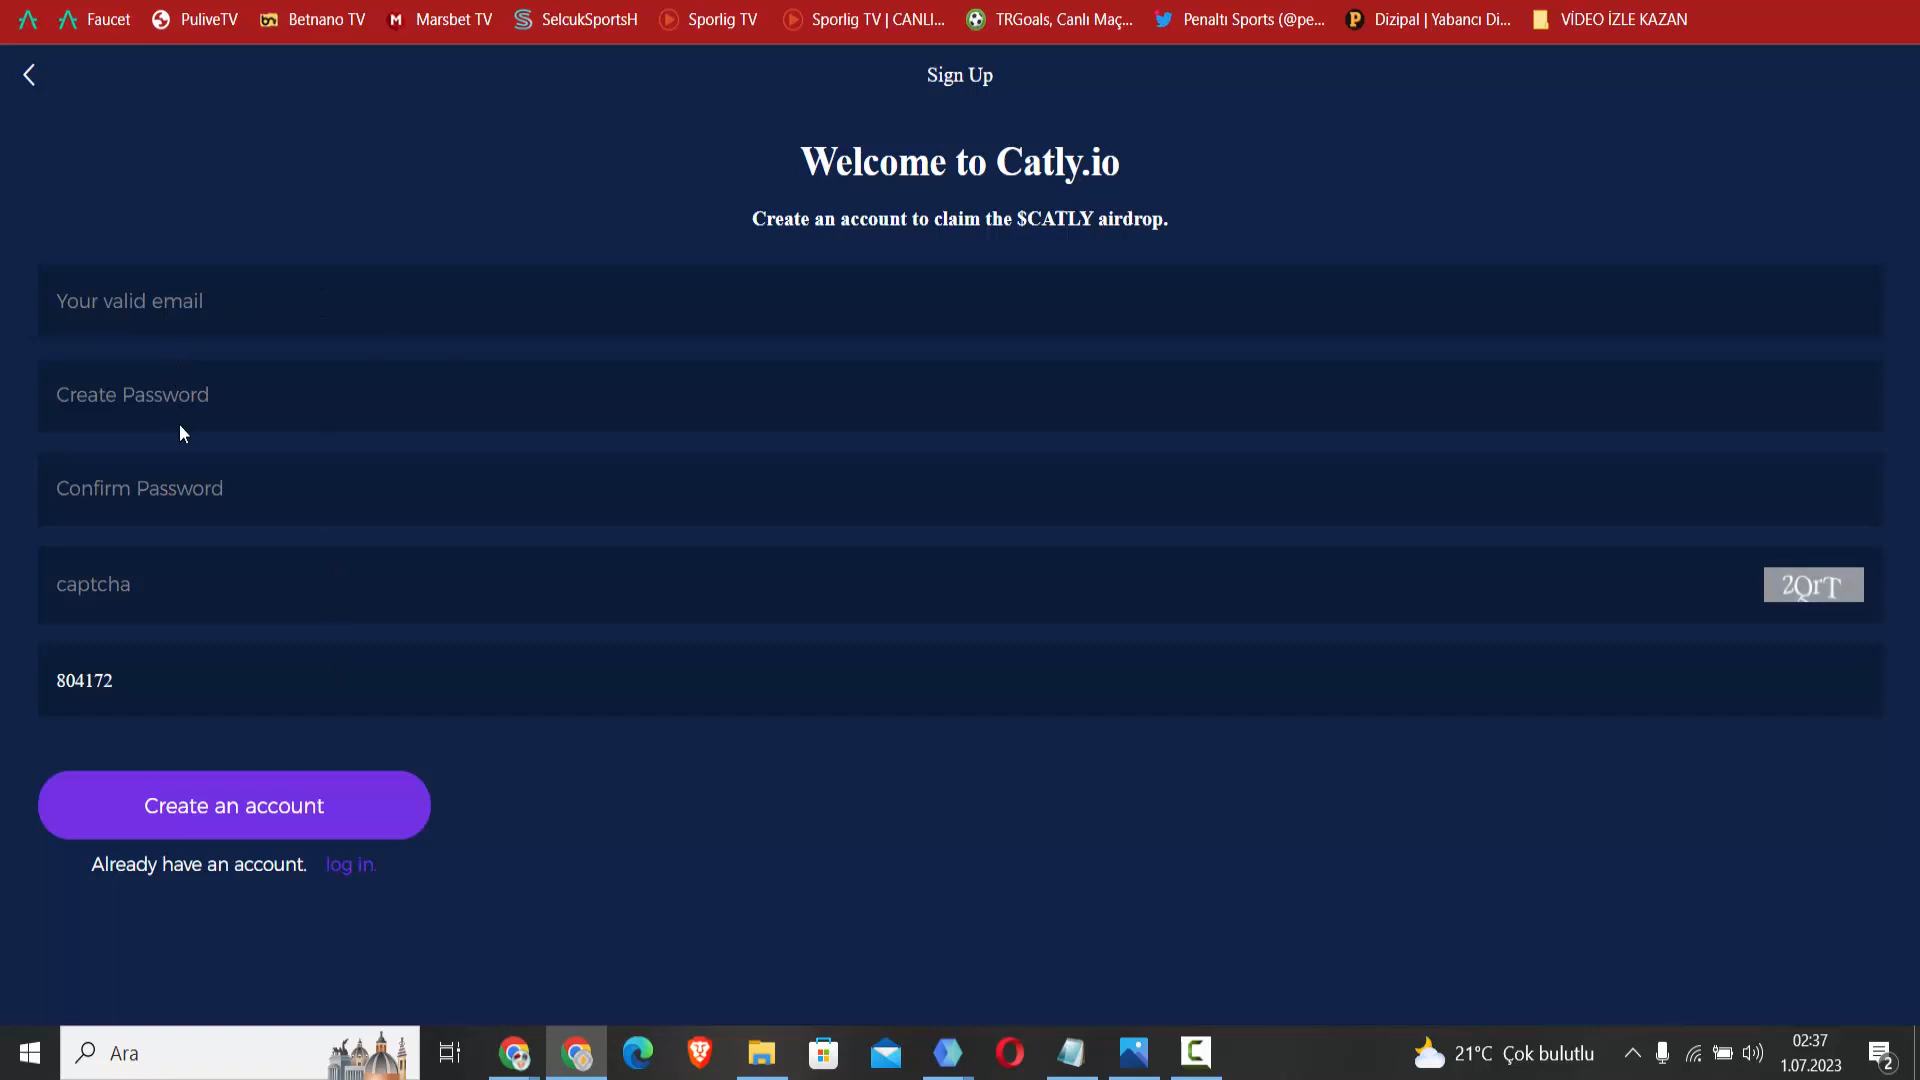 Faucet PuliveTV Betnano TV Marsbet TV SelcukSportsH Sporlig TV Sporlig TV | CANLI... TRGoals, Canlı Maç... Penaltı Sports (@pe... Dizipal | Yabancı Di... VİDEO İZLE KAZAN
Sign Up
Welcome to Catly.io
Create an account to claim the $CATLY airdrop.
Your valid email
Create Password
Confirm Password
captcha 2QrT
804172
Create an account
Already have an account. log in.
Ara 21°C Çok bulutlu 02:37
1.07.2023 2